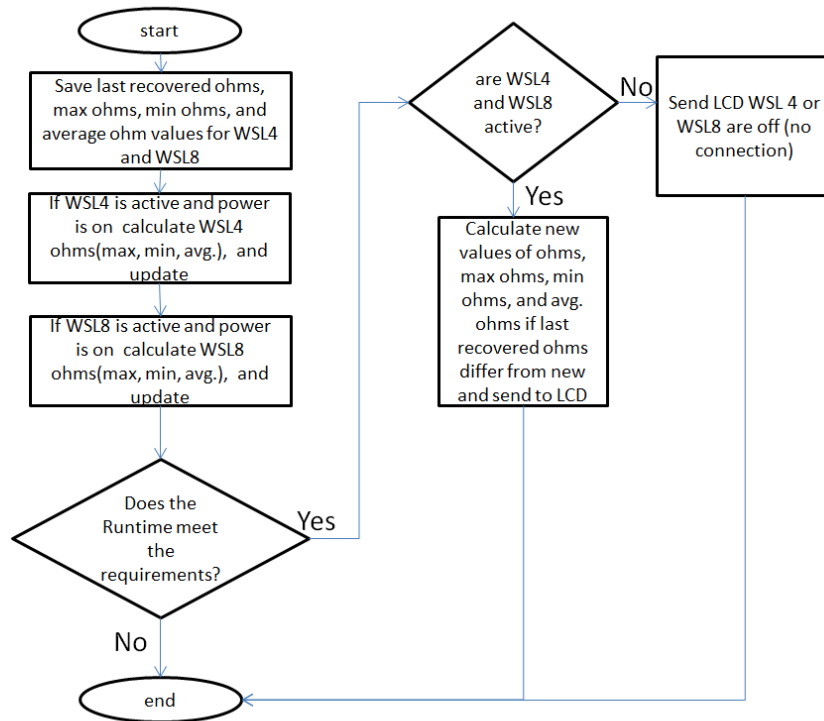 start
Save last recovered ohms,
max ohms, min ohms, and
average ohm values for WSL4
and WSL8
If WSL4 is active and power
is on  calculate WSL4
ohms(max, min, avg.),  and
update
If WSL8 is active and power
is on  calculate WSL8
ohms(max, min, avg.),  and
update
Does the
Runtime meet
the
requirements?
Yes
No
end
are WSL4
and WSL8
active?
No
Yes
Send LCD WSL 4 or
WSL8 are off (no
connection)
Calculate new
values of ohms,
max ohms, min
ohms, and avg.
ohms if last
recovered ohms
differ from new
and send to LCD